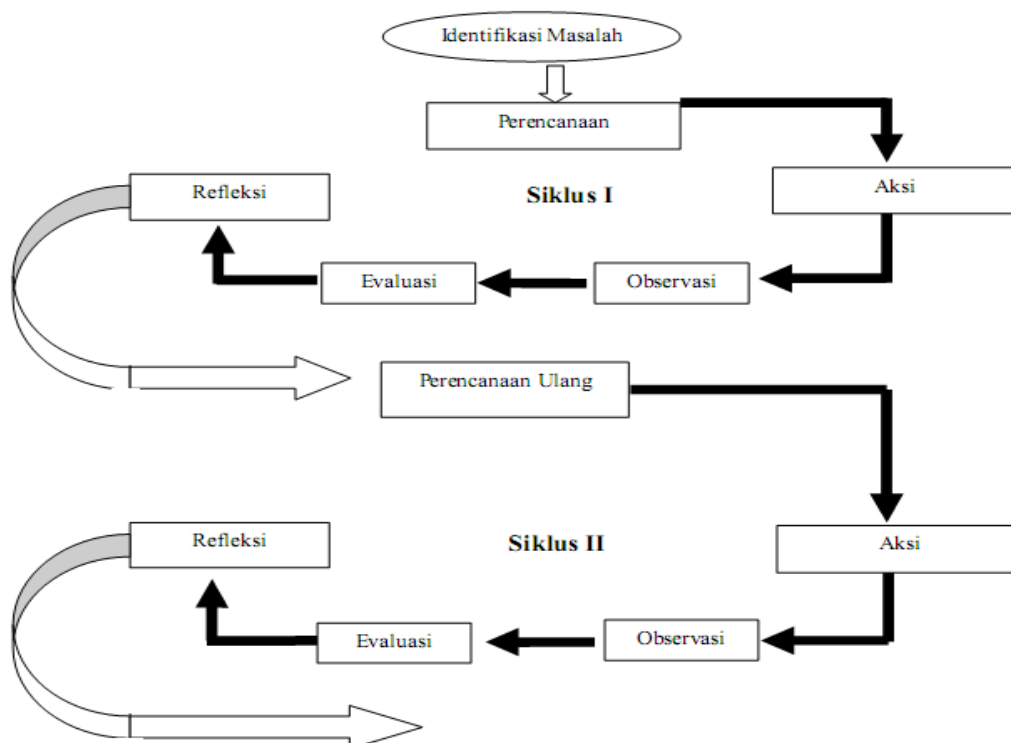 Identifikasi Masalah
Perencanaan
Refleksi
Siklus I
Aksi
Evaluasi
Observasi
Perencanaan Ulang
Refleksi
Siklus II
Aksi
Evaluasi
Observasi